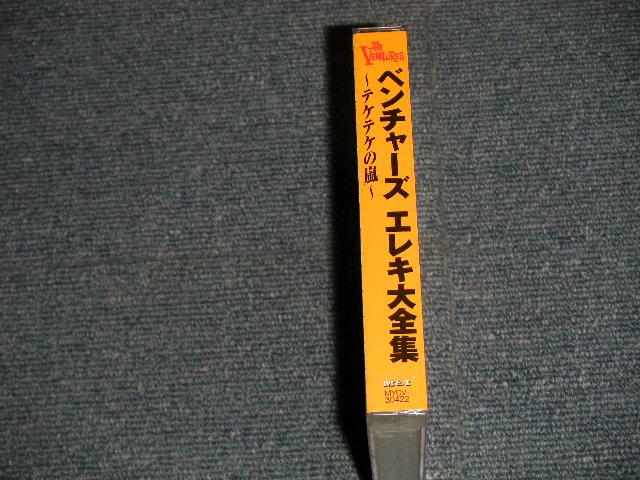 THE
VENTURES
ベンチャーズ エレキ大全集
~テケテケの嵐~
M&I
MYCV-
30422